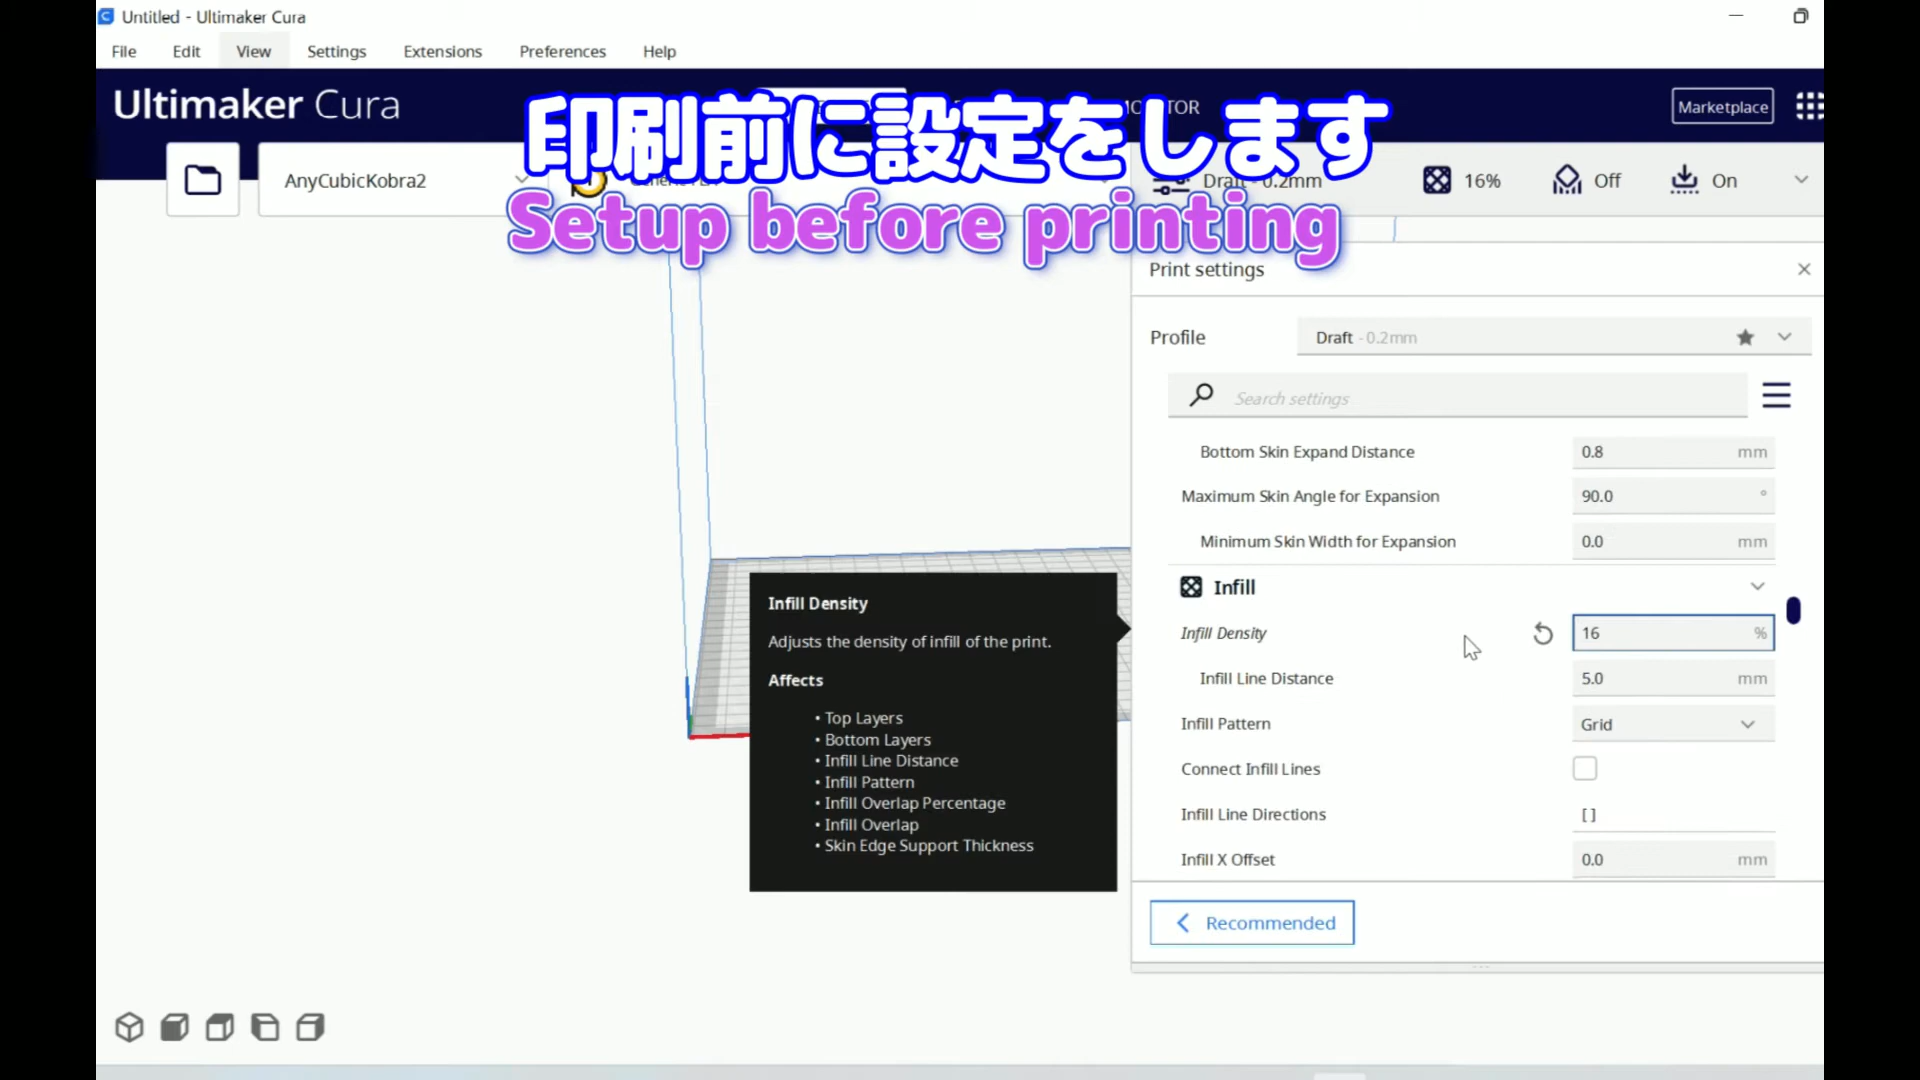 Untitled - Ultimaker Cura
File Edit View Settings Extensions Preferences Help
Ultimaker Cura
Marketplace
印刷前に設定をします
Setup before printing
AnyCubicKobra2
Draft - 0.2mm
16%
Off
On
Print settings
Profile
Draft - 0.2mm
Search settings
Bottom Skin Expand Distance 0.8 mm
Maximum Skin Angle for Expansion 90.0 °
Minimum Skin Width for Expansion 0.0 mm
Infill
Infill Density 16 %
Infill Line Distance 5.0 mm
Infill Pattern Grid
Connect Infill Lines
Infill Line Directions [ ]
Infill X Offset 0.0 mm
Recommended
Infill Density
Adjusts the density of infill of the print.
Affects
• Top Layers
• Bottom Layers
• Infill Line Distance
• Infill Pattern
• Infill Overlap Percentage
• Infill Overlap
• Skin Edge Support Thickness